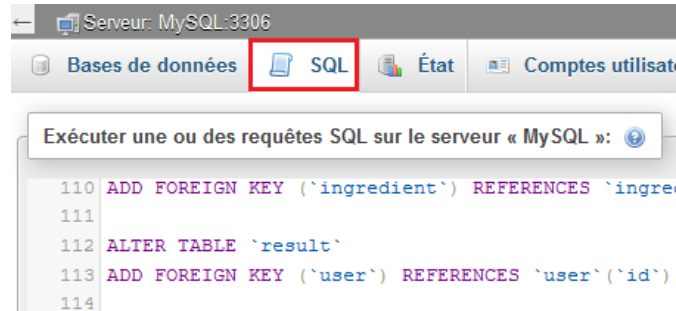 ← Serveur: MySQL:3306
Bases de données SQL État Comptes
Exécuter une ou des requêtes SQL sur le serveur « MySQL »:
110 ADD FOREIGN KEY (`ingredient`) REFERENCES
111
112 ALTER TABLE `result`
113 ADD FOREIGN KEY (`user`) REFERENCES `user`(`id`)
114